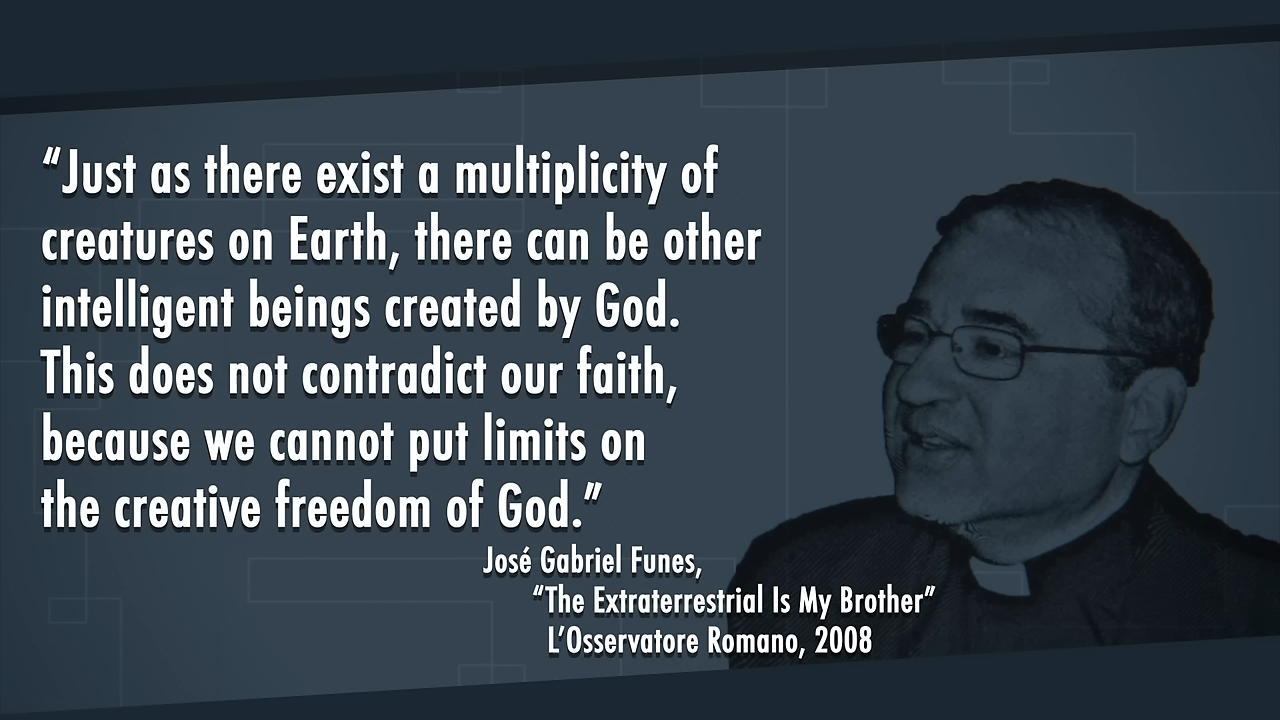 “Just as there exist a multiplicity of
creatures on Earth, there can be other
intelligent beings created by God.
This does not contradict our faith,
because we cannot put limits on
the creative freedom of God.”
José Gabriel Funes,
“The Extraterrestrial Is My Brother”
L’Osservatore Romano, 2008